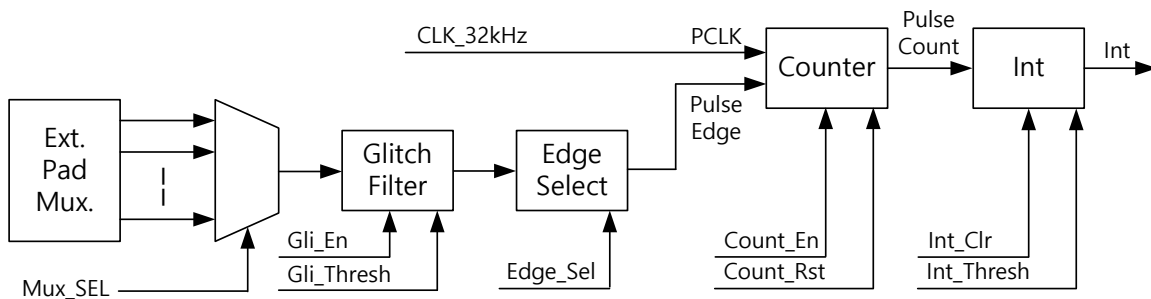 CLK_32kHz
PCLK
Pulse
Count
Int
Counter
Int
Pulse
Edge
Ext.
Pad
Mux.
Glitch
Filter
Edge
Select
Gli_En
Gli_Thresh
Mux_SEL
Edge_Sel
Count_En
Count_Rst
Int_Clr
Int_Thresh